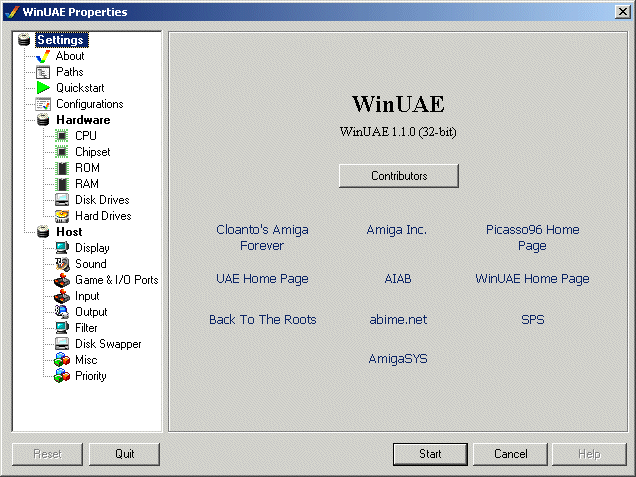 WinUAE Properties
Settings
About
Paths
Quickstart
Configurations
Hardware
CPU
Chipset
ROM
RAM
Disk Drives
Hard Drives
Host
Display
Sound
Game & I/O Ports
Input
Output
Filter
Disk Swapper
Misc
Priority
WinUAE
WinUAE 1.1.0 (32-bit)
Contributors
Cloanto's Amiga
Forever
Amiga Inc.
Picasso96 Home
Page
UAE Home Page
AIAB
WinUAE Home Page
Back To The Roots
abime.net
SPS
AmigaSYS
Reset
Quit
Start
Cancel
Help